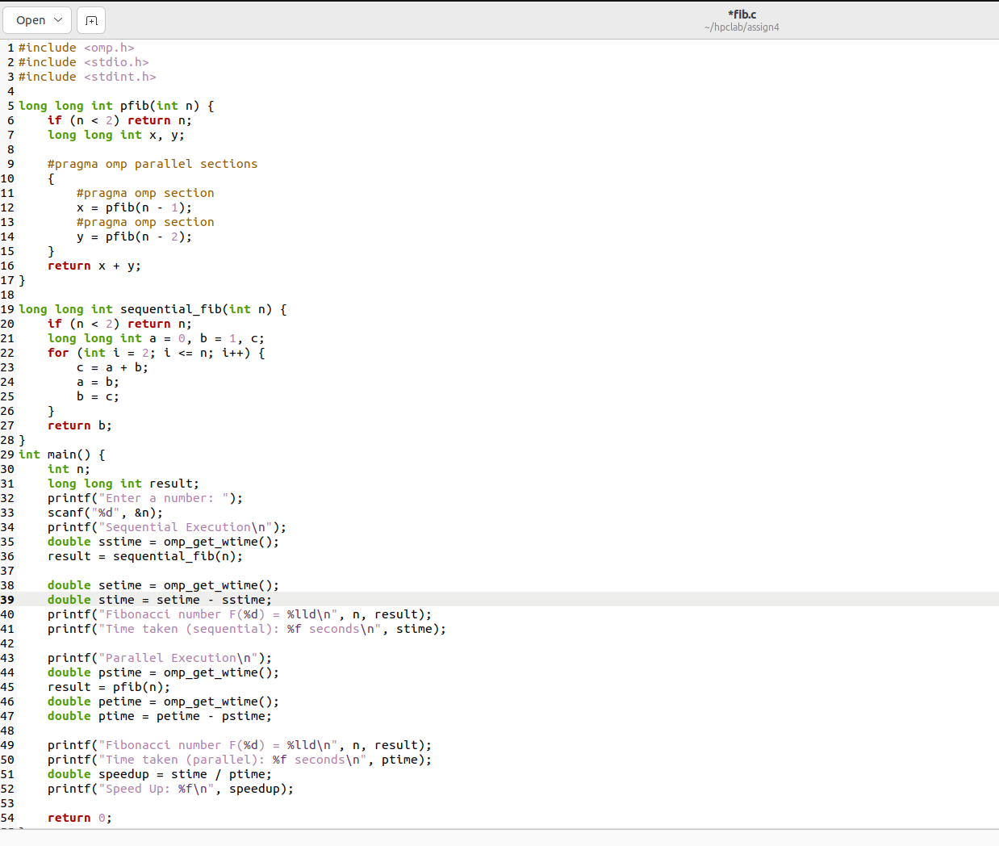 Open
*fib.c
~/hpclab/assign4
1 #include <omp.h>
2 #include <stdio.h>
3 #include <stdint.h>
4
5 long long int pfib(int n) {
6     if (n < 2) return n;
7     long long int x, y;
8
9     #pragma omp parallel sections
10     {
11         #pragma omp section
12         x = pfib(n - 1);
13         #pragma omp section
14         y = pfib(n - 2);
15     }
16     return x + y;
17 }
18
19 long long int sequential_fib(int n) {
20     if (n < 2) return n;
21     long long int a = 0, b = 1, c;
22     for (int i = 2; i <= n; i++) {
23         c = a + b;
24         a = b;
25         b = c;
26     }
27     return b;
28 }
29 int main() {
30     int n;
31     long long int result;
32     printf("Enter a number: ");
33     scanf("%d", &n);
34     printf("Sequential Execution\n");
35     double sstime = omp_get_wtime();
36     result = sequential_fib(n);
37
38     double setime = omp_get_wtime();
39     double stime = setime - sstime;
40     printf("Fibonacci number F(%d) = %lld\n", n, result);
41     printf("Time taken (sequential): %f seconds\n", stime);
42
43     printf("Parallel Execution\n");
44     double pstime = omp_get_wtime();
45     result = pfib(n);
46     double petime = omp_get_wtime();
47     double ptime = petime - pstime;
48
49     printf("Fibonacci number F(%d) = %lld\n", n, result);
50     printf("Time taken (parallel): %f seconds\n", ptime);
51     double speedup = stime / ptime;
52     printf("Speed Up: %f\n", speedup);
53
54     return 0;